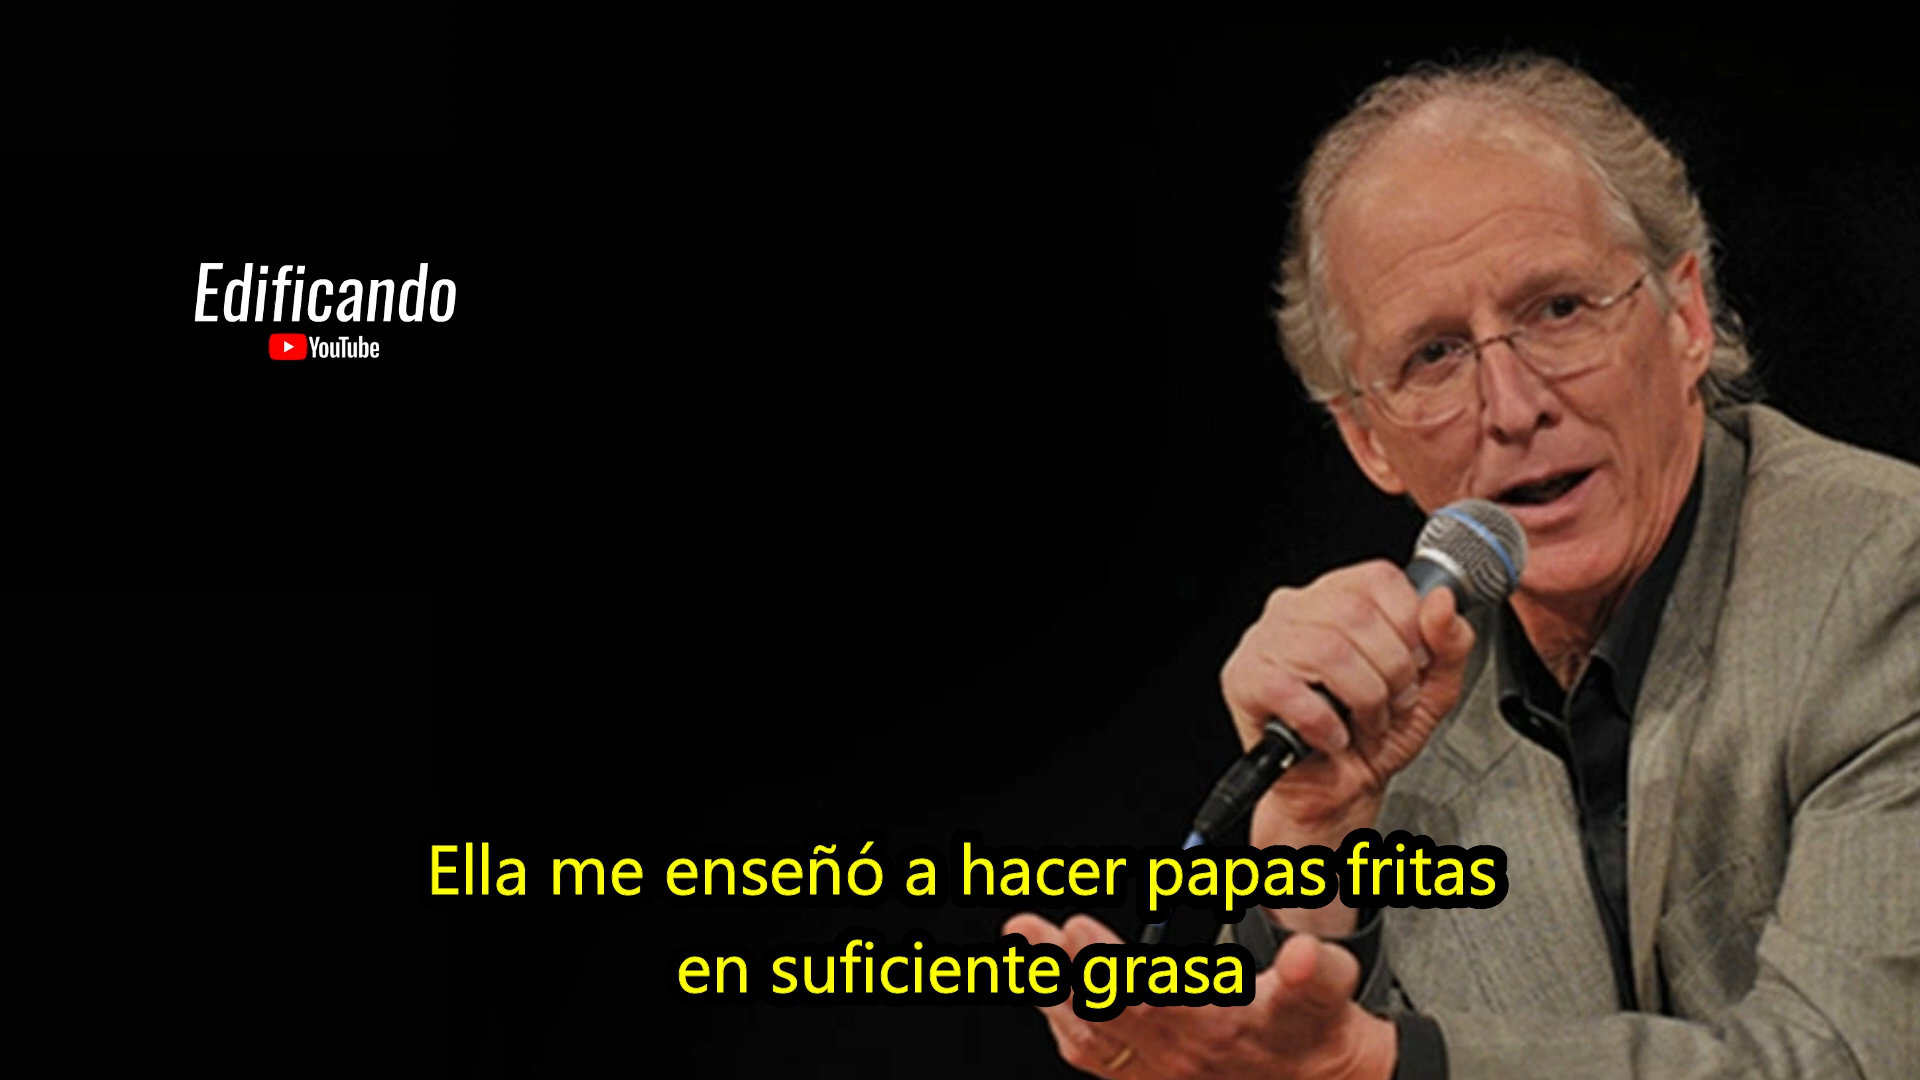 Edificando
YouTube
Ella me enseñó a hacer papas fritas
en suficiente grasa